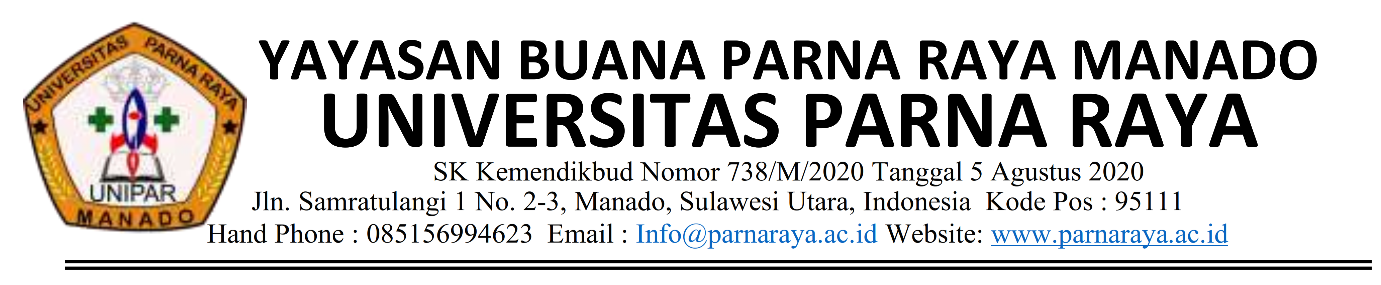 UNIVERSITAS PARNA RAYA
UNIPAR
MANADO
YAYASAN BUANA PARNA RAYA MANADO
UNIVERSITAS PARNA RAYA
SK Kemendikbud Nomor 738/M/2020 Tanggal 5 Agustus 2020
Jln. Samratulangi 1 No. 2-3, Manado, Sulawesi Utara, Indonesia Kode Pos : 95111
Hand Phone : 085156994623 Email : Info@parnaraya.ac.id Website: www.parnaraya.ac.id